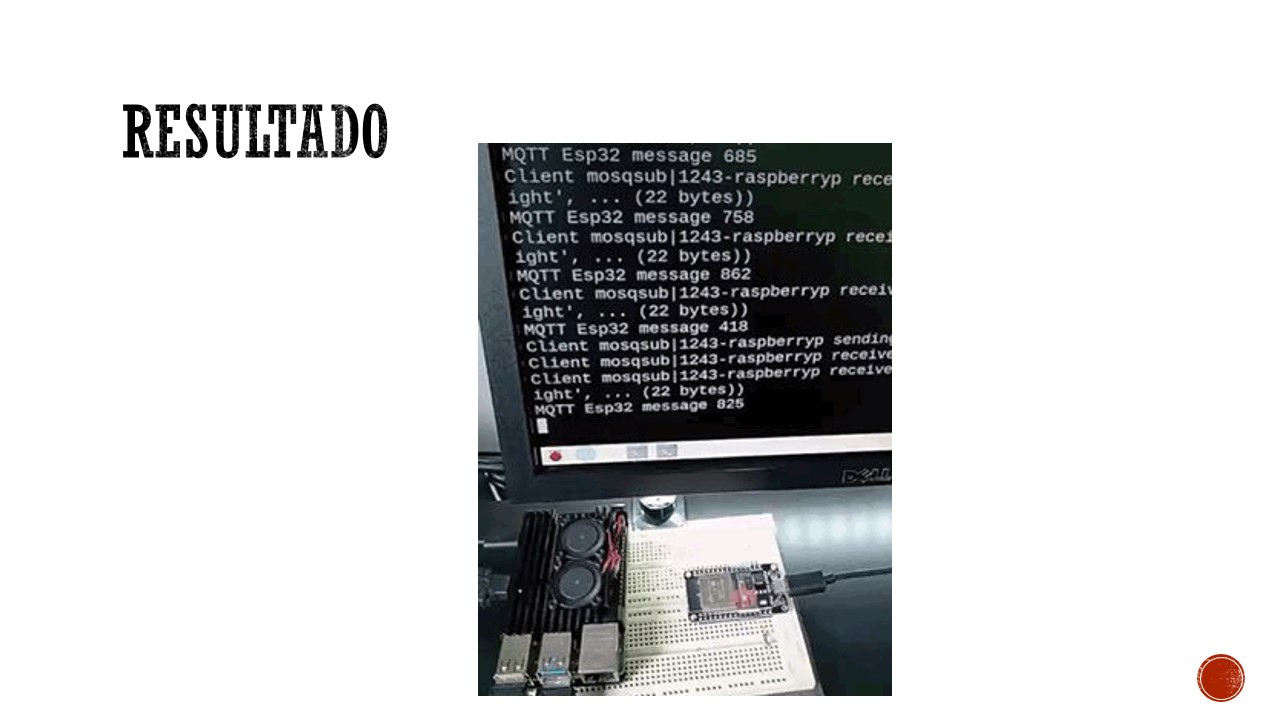 RESULTADO
MQTT Esp32 message 685
Client mosqsub|1243-raspberryp rece
ight', ... (22 bytes))
MQTT Esp32 message 758
Client mosqsub|1243-raspberryp recei
ight', ... (22 bytes))
MQTT Esp32 message 862
Client mosqsub|1243-raspberryp receiv
ight', ... (22 bytes))
MQTT Esp32 message 418
Client mosqsub|1243-raspberryp sending
Client mosqsub|1243-raspberryp receive
Client mosqsub|1243-raspberryp receive
ight', ... (22 bytes))
MQTT Esp32 message 825
DELL